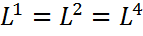 L¹ = L² = L⁴